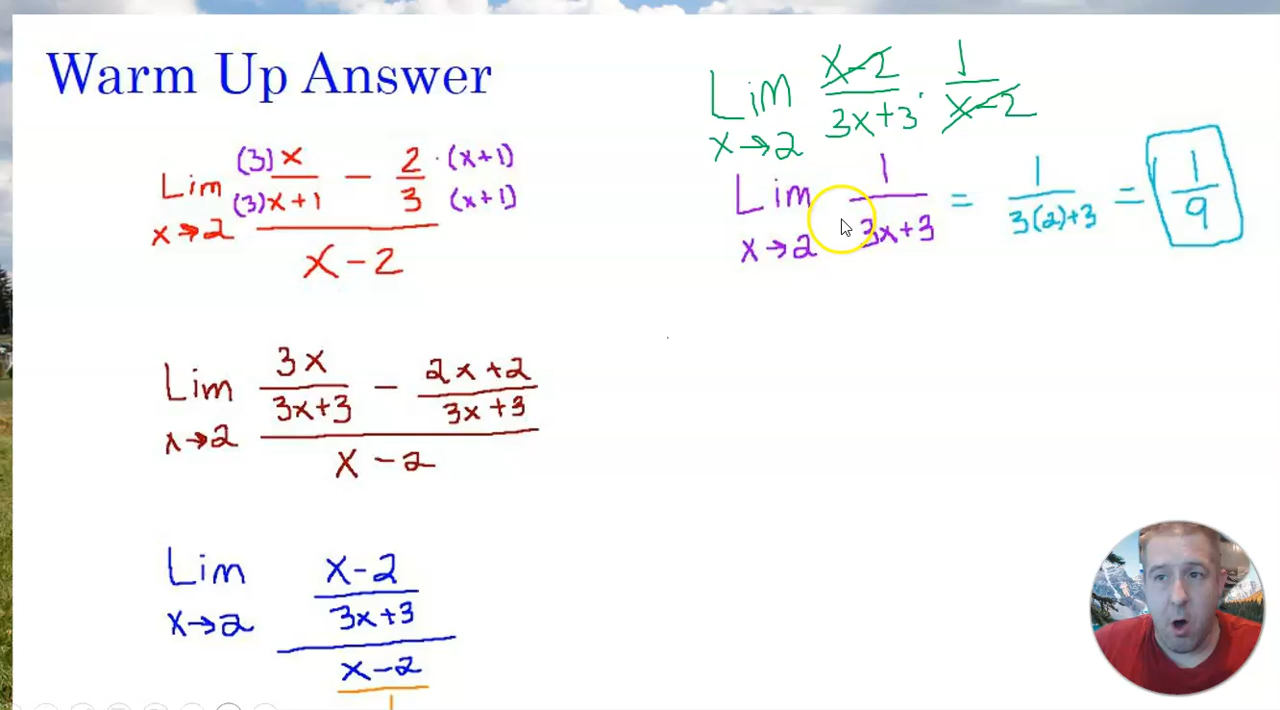 Warm Up Answer
Lim x→2 ((3)x/(3)x+1 − 2/3 · (x+1)/(x+1)) / x−2
Lim x→2 (3x/3x+3 − 2x+2/3x+3) / x−2
Lim x→2 (x−2/3x+3) / (x−2/1)
Lim x→2 x−2/3x+3 · 1/x−2
Lim x→2 1/3x+3 = 1/3(2)+3 = 1/9